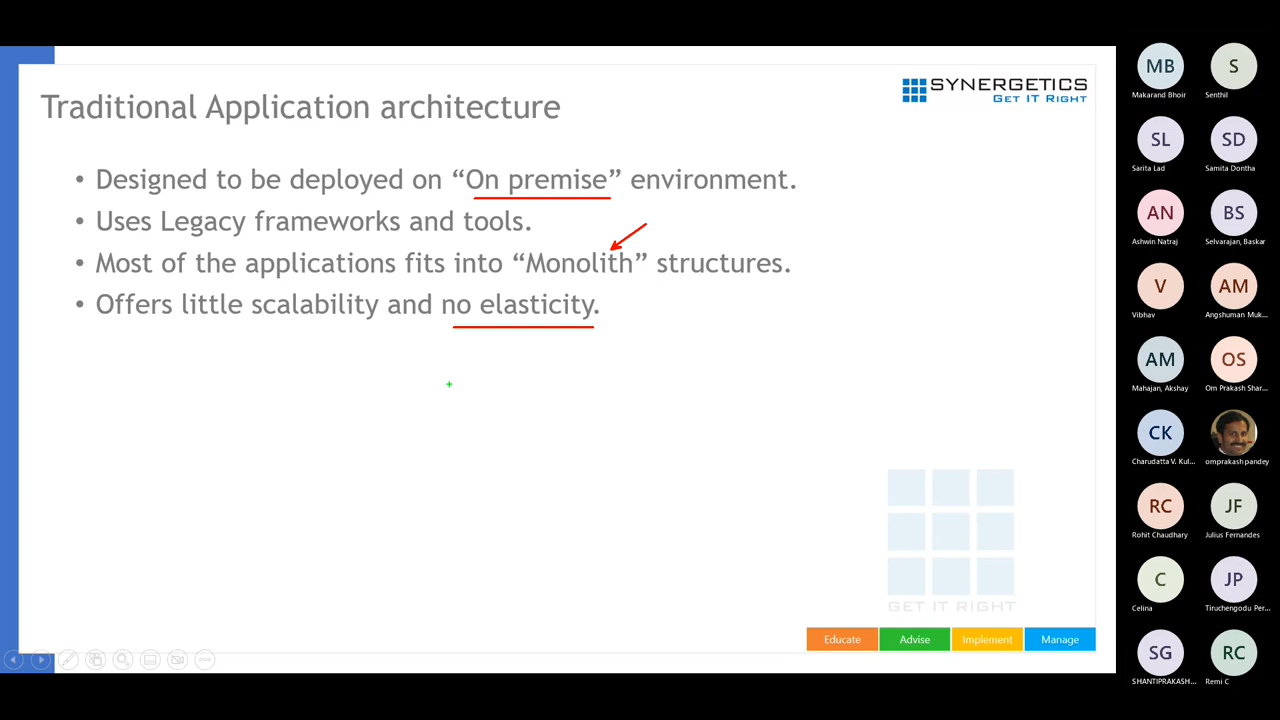 SYNERGETICS
GET IT RIGHT
Traditional Application architecture
• Designed to be deployed on “On premise” environment.
• Uses Legacy frameworks and tools.
• Most of the applications fits into “Monolith” structures.
• Offers little scalability and no elasticity.
GET IT RIGHT
Educate Advise Implement Manage
MB S
Makarand Bhoir Senthil
SL SD
Sarita Lad Samita Dontha
AN BS
Ashwin Natraj Selvarajan, Baskar
V AM
Vibhav Angshuman Muk...
AM OS
Mahajan, Akshay Om Prakash Shar...
CK
Charudatta V. Kul... omprakash pandey
RC JF
Rohit Chaudhary Julius Fernandes
C JP
Celina Tiruchengodu Per...
SG RC
SHANTIPRAKASH... Remi C